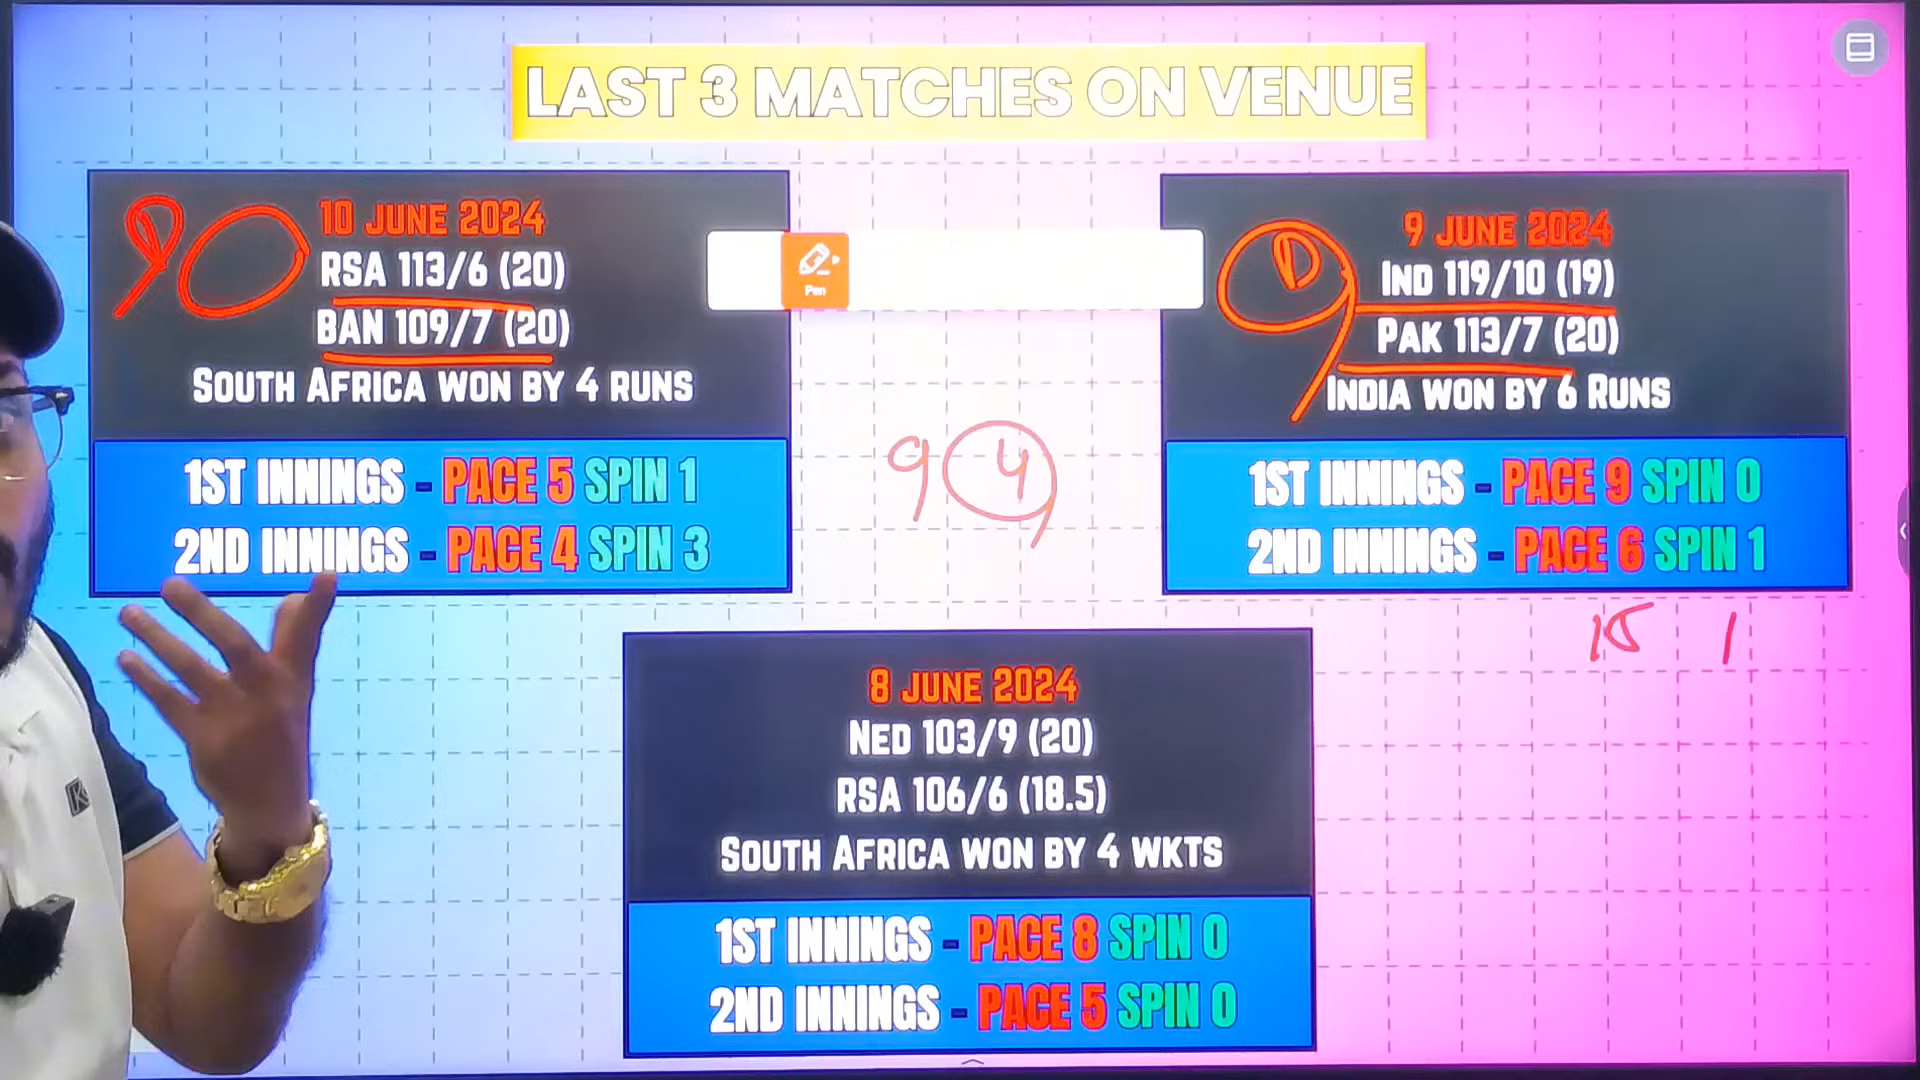 LAST 3 MATCHES ON VENUE
10 JUNE 2024
RSA 113/6 (20)
BAN 109/7 (20)
SOUTH AFRICA WON BY 4 RUNS
1ST INNINGS - PACE 5 SPIN 1
2ND INNINGS - PACE 4 SPIN 3
Pen
9 4
D
9 JUNE 2024
IND 119/10 (19)
PAK 113/7 (20)
INDIA WON BY 6 RUNS
1ST INNINGS - PACE 9 SPIN 0
2ND INNINGS - PACE 6 SPIN 1
15 1
8 JUNE 2024
NED 103/9 (20)
RSA 106/6 (18.5)
SOUTH AFRICA WON BY 4 WKTS
1ST INNINGS - PACE 8 SPIN 0
2ND INNINGS - PACE 5 SPIN 0